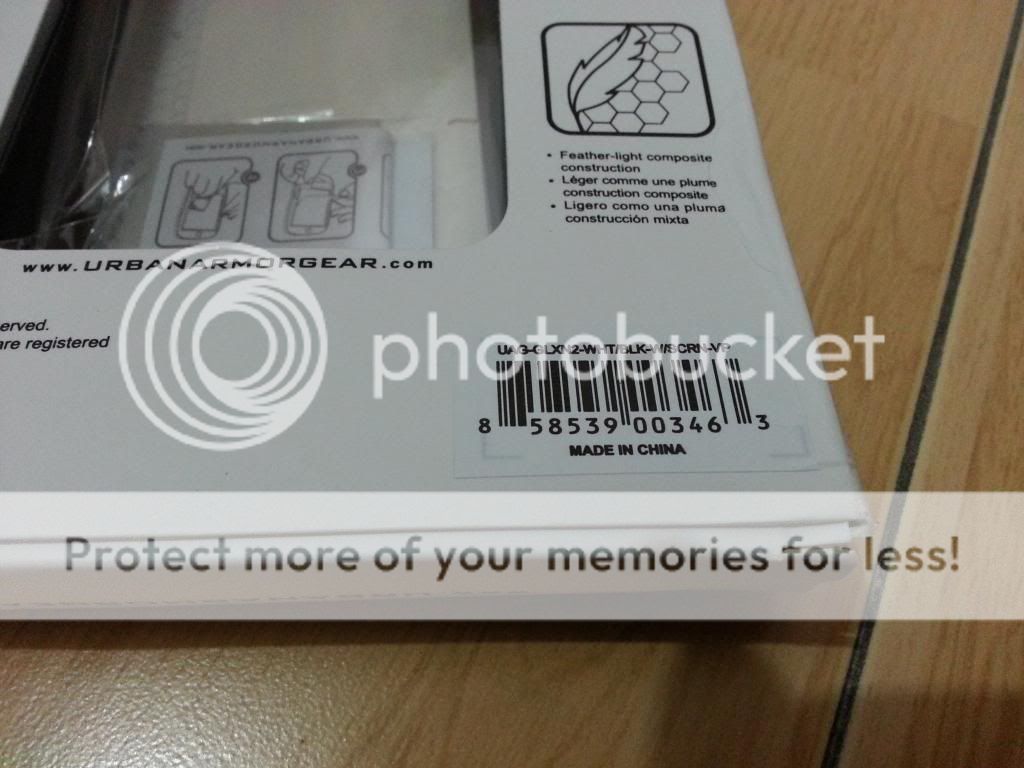 • Feather-light composite
construction
• Léger comme une plume
construction composite
• Ligero como una pluma
construcción mixta
www.URBANARMORGEAR.com
erved.
are registered
photobucket
UAG-GLXN2-WHT/BLK-W/SCRN-VP
8 58539 00346 3
MADE IN CHINA
Protect more of your memories for less!